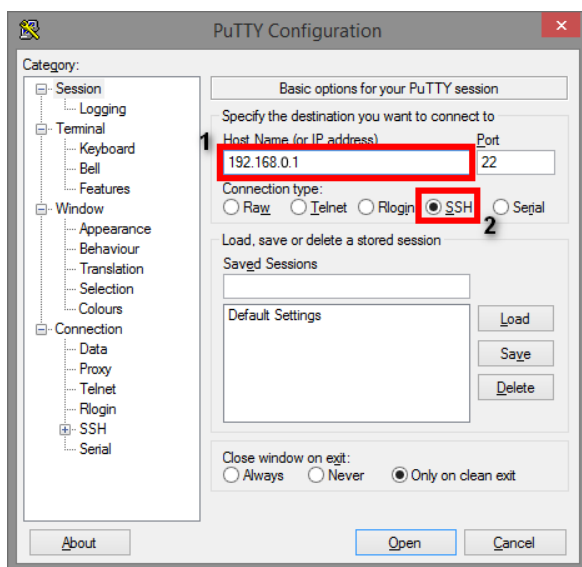 PuTTY Configuration
Category:
Session
Logging
Terminal
Keyboard
Bell
Features
Window
Appearance
Behaviour
Translation
Selection
Colours
Connection
Data
Proxy
Telnet
Rlogin
SSH
Serial
Basic options for your PuTTY session
Specify the destination you want to connect to
1 Host Name (or IP address) Port
192.168.0.1 22
Connection type:
Raw Telnet Rlogin SSH Serial
2
Load, save or delete a stored session
Saved Sessions
Default Settings
Load
Save
Delete
Close window on exit:
Always Never Only on clean exit
About Open Cancel